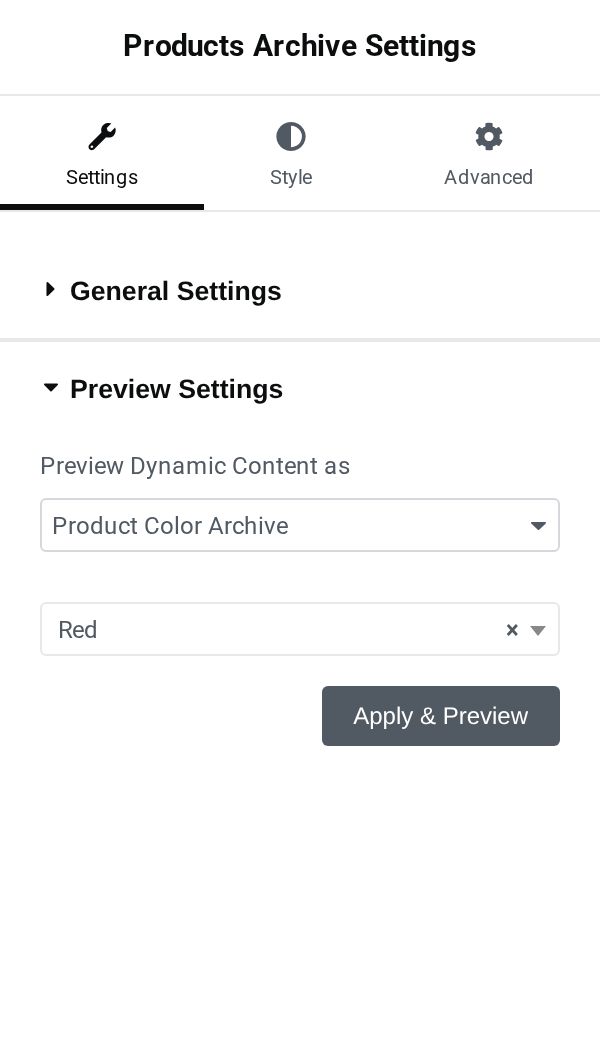 Products Archive Settings
Settings
Style
Advanced
General Settings
Preview Settings
Preview Dynamic Content as
Product Color Archive
Red ×
Apply & Preview